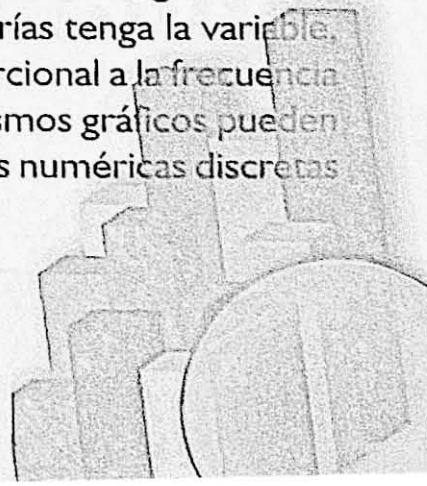 rías tenga la variable,
rcional a la frecuencia
smos gráficos pueden
s numéricas discretas